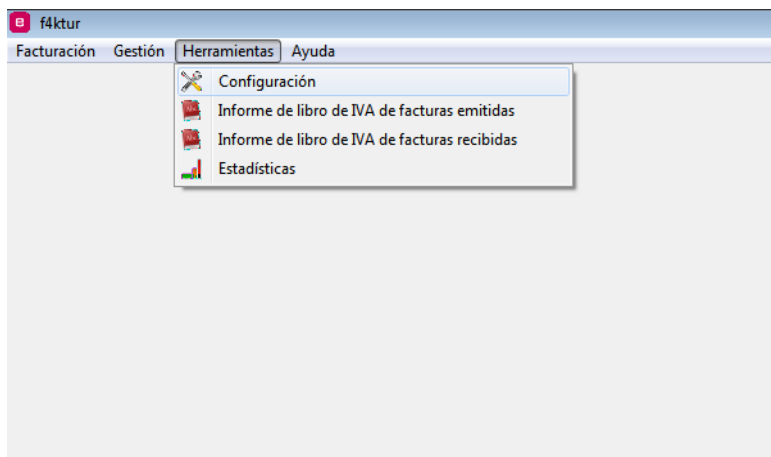 f4ktur
Facturación Gestión Herramientas Ayuda
Configuración
Informe de libro de IVA de facturas emitidas
Informe de libro de IVA de facturas recibidas
Estadísticas